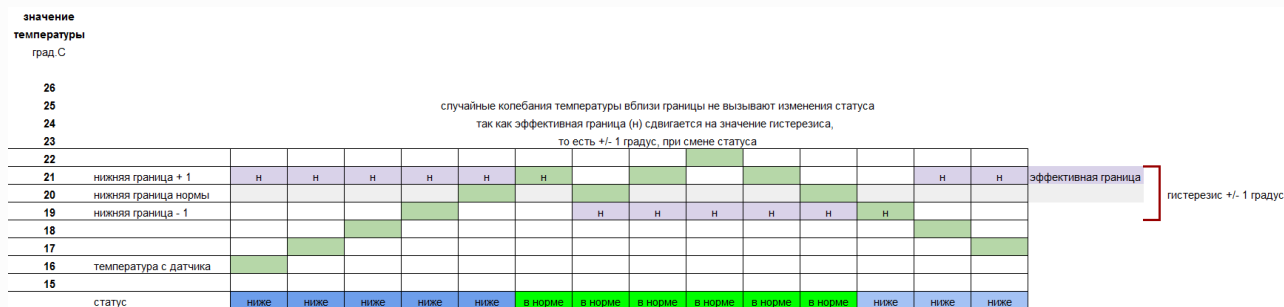 значение
температуры
град.С
26
25 случайные колебания температуры вблизи границы не вызывают изменения статуса
24 так как эффективная граница (н) сдвигается на значение гистерезиса,
23 то есть +/- 1 градус, при смене статуса
22
21 нижняя граница + 1 н н н н н н н н эффективная граница
20 нижняя граница нормы
гистерезис +/- 1 градус
19 нижняя граница - 1 н н н н н н
18
17
16 температура с датчика
15
статус ниже ниже ниже ниже ниже в норме в норме в норме в норме в норме в норме ниже ниже ниже